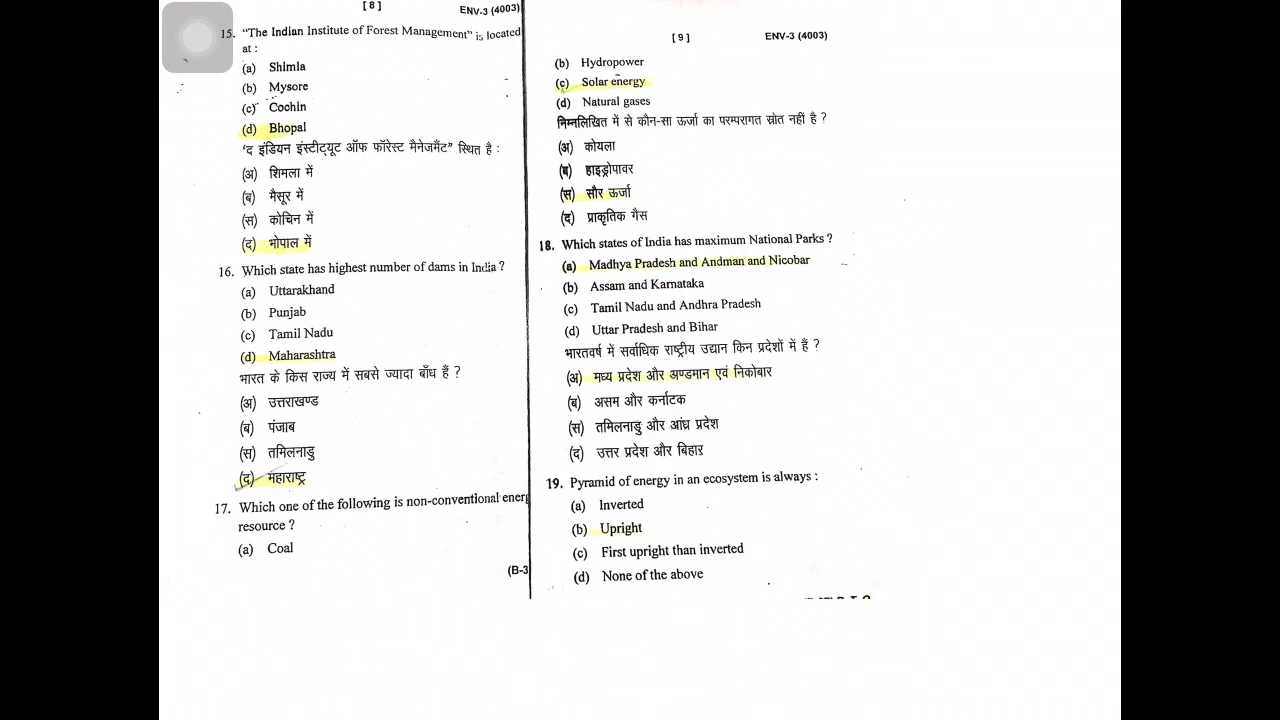 [ 8 ]
ENV-3 (4003)
15. “The Indian Institute of Forest Management” is located
at :
(a) Shimla
(b) Mysore
(c) Cochin
(d) Bhopal
‘द इंडियन इंस्टीट्यूट ऑफ फॉरेस्ट मैनेजमैंट” स्थित है :
(अ) शिमला में
(ब) मैसूर में
(स) कोचिन में
(द) भोपाल में
16. Which state has highest number of dams in India ?
(a) Uttarakhand
(b) Punjab
(c) Tamil Nadu
(d) Maharashtra
भारत के किस राज्य में सबसे ज्यादा बाँध हैं ?
(अ) उत्तराखण्ड
(ब) पंजाब
(स) तमिलनाडु
(द) महाराष्ट्र
17. Which one of the following is non-conventional energ
resource ?
(a) Coal
(B-3
[ 9 ]
ENV-3 (4003)
(b) Hydropower
(c) Solar energy
(d) Natural gases
निम्नलिखित में से कौन-सा ऊर्जा का परम्परागत स्रोत नहीं है ?
(अ) कोयला
(ब) हाइड्रोपावर
(स) सौर ऊर्जा
(द) प्राकृतिक गैस
18. Which states of India has maximum National Parks ?
(a) Madhya Pradesh and Andman and Nicobar
(b) Assam and Karnataka
(c) Tamil Nadu and Andhra Pradesh
(d) Uttar Pradesh and Bihar
भारतवर्ष में सर्वाधिक राष्ट्रीय उद्यान किन प्रदेशों में हैं ?
(अ) मध्य प्रदेश और अण्डमान एवं निकोबार
(ब) असम और कर्नाटक
(स) तमिलनाडु और आंध्र प्रदेश
(द) उत्तर प्रदेश और बिहार
19. Pyramid of energy in an ecosystem is always :
(a) Inverted
(b) Upright
(c) First upright than inverted
(d) None of the above